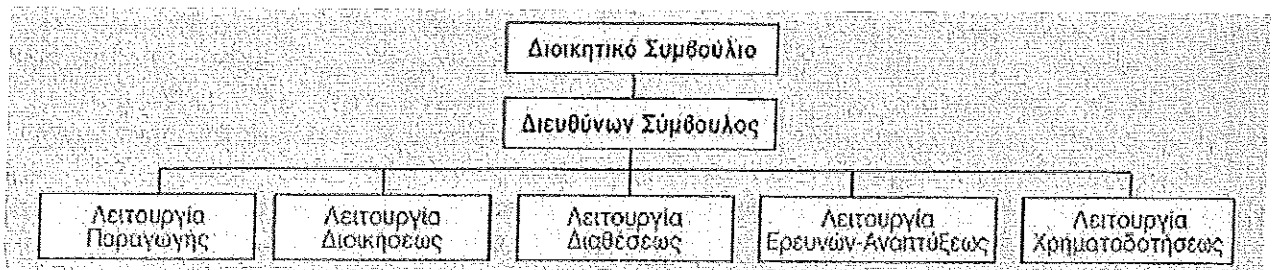 Διοικητικό Συμβούλιο
Διευθύνων Σύμβουλος
Λειτουργία
Παραγωγής
Λειτουργία
Διοικήσεως
Λειτουργία
Διαθέσεως
Λειτουργία
Ερευνών-Αναπτύξεως
Λειτουργία
Χρηματοδοτήσεως